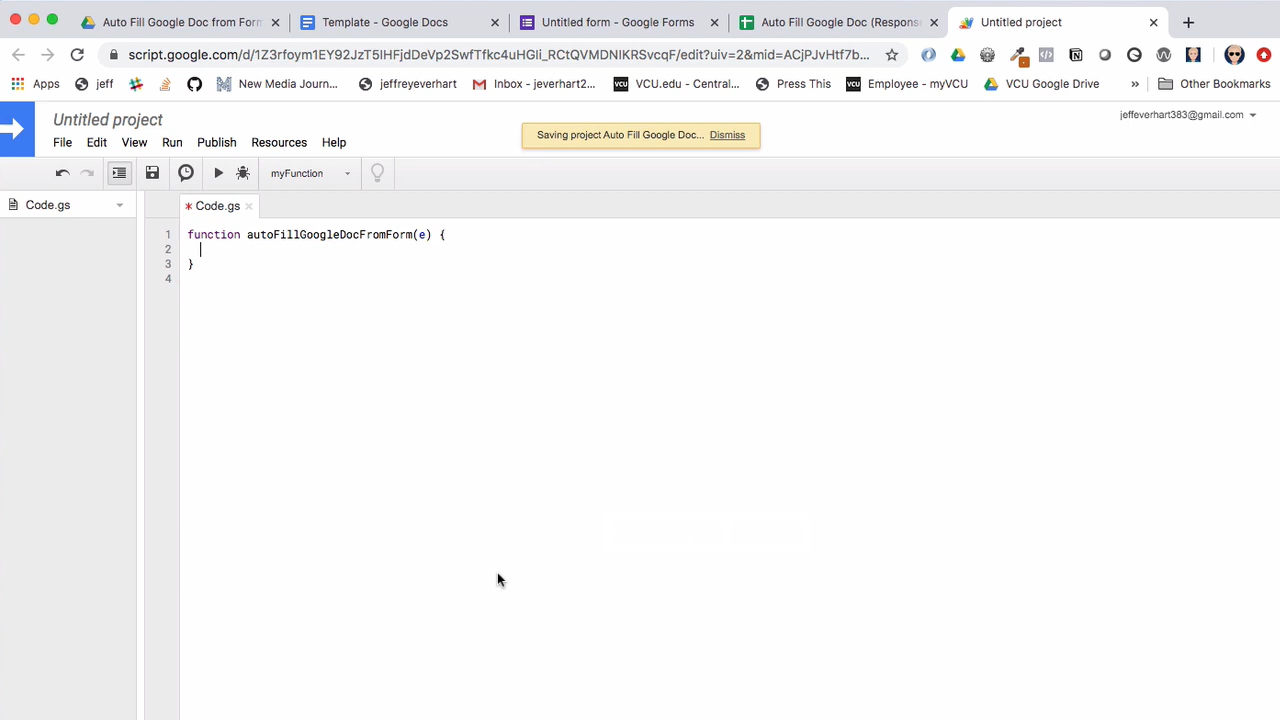 Auto Fill Google Doc from Form
Template - Google Docs
Untitled form - Google Forms
Auto Fill Google Doc (Respons
Untitled project
script.google.com/d/1Z3rfoym1EY92JzT5IHFjdDeVp2SwfTfkc4uHGIi_RCtQVMDNIKRSvcqF/edit?uiv=2&mid=ACjPJvHtf7b...
Apps
jeff
New Media Journ...
jeffreyeverhart
Inbox - jeverhart2...
VCU
VCU.edu - Central...
Press This
VCU
Employee - myVCU
VCU Google Drive
»
Other Bookmarks
Untitled project
jeffeverhart383@gmail.com
Saving project Auto Fill Google Doc... Dismiss
File Edit View Run Publish Resources Help
myFunction
Code.gs
* Code.gs
1 function autoFillGoogleDocFromForm(e) {
2
3 }
4